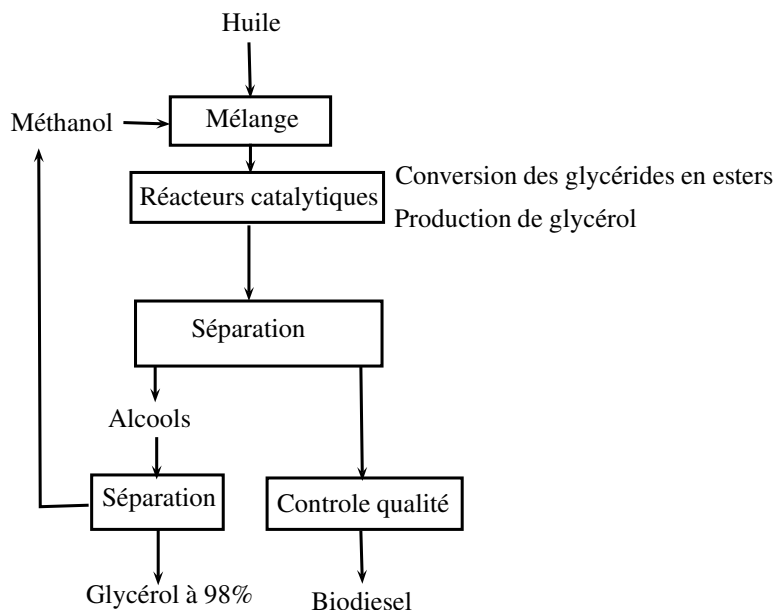 Huile
Méthanol
Mélange
Réacteurs catalytiques
Conversion des glycérides en esters
Production de glycérol
Séparation
Alcools
Séparation
Controle qualité
Glycérol à 98%
Biodiesel